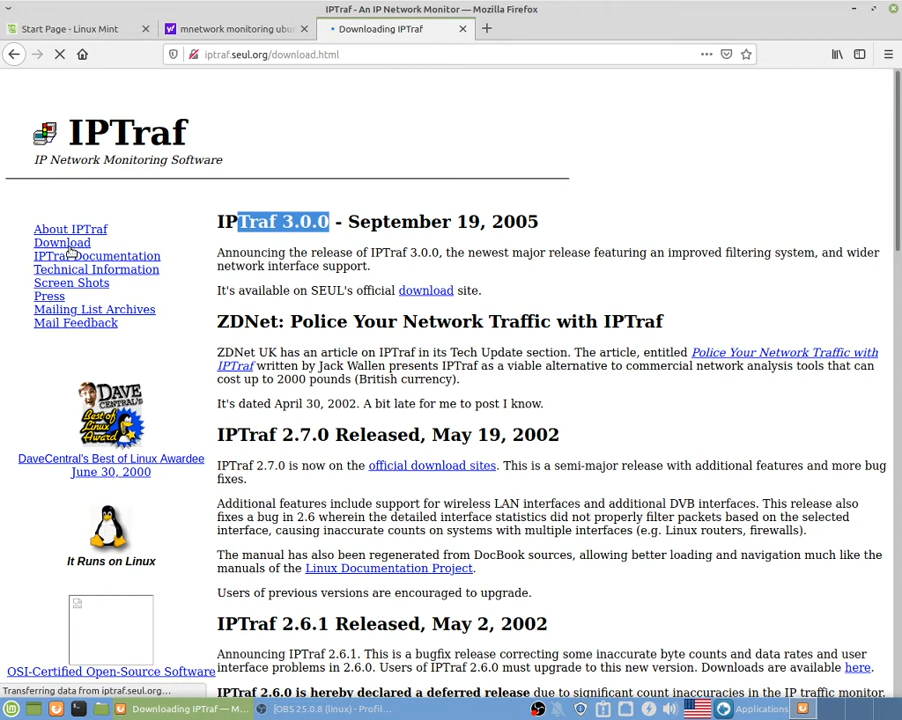 IPTraf - An IP Network Monitor — Mozilla Firefox
Start Page - Linux Mint
mnetwork monitoring ubun
Downloading IPTraf
iptraf.seul.org/download.html
IPTraf
IP Network Monitoring Software
About IPTraf
Download
IPTraf Documentation
Technical Information
Screen Shots
Press
Mailing List Archives
Mail Feedback
DAVE
CENTRAL'S
Best of
Linux
Award
DaveCentral's Best of Linux Awardee
June 30, 2000
It Runs on Linux
OSI-Certified Open-Source Software
IPTraf 3.0.0 - September 19, 2005
Announcing the release of IPTraf 3.0.0, the newest major release featuring an improved filtering system, and wider
network interface support.
It's available on SEUL's official download site.
ZDNet: Police Your Network Traffic with IPTraf
ZDNet UK has an article on IPTraf in its Tech Update section. The article, entitled Police Your Network Traffic with
IPTraf written by Jack Wallen presents IPTraf as a viable alternative to commercial network analysis tools that can
cost up to 2000 pounds (British currency).
It's dated April 30, 2002. A bit late for me to post I know.
IPTraf 2.7.0 Released, May 19, 2002
IPTraf 2.7.0 is now on the official download sites. This is a semi-major release with additional features and more bug
fixes.
Additional features include support for wireless LAN interfaces and additional DVB interfaces. This release also
fixes a bug in 2.6 wherein the detailed interface statistics did not properly filter packets based on the selected
interface, causing inaccurate counts on systems with multiple interfaces (e.g. Linux routers, firewalls).
The manual has also been regenerated from DocBook sources, allowing better loading and navigation much like the
manuals of the Linux Documentation Project.
Users of previous versions are encouraged to upgrade.
IPTraf 2.6.1 Released, May 2, 2002
Announcing IPTraf 2.6.1. This is a bugfix release correcting some inaccurate byte counts and data rates and user
interface problems in 2.6.0. Users of IPTraf 2.6.0 must upgrade to this new version. Downloads are available here.
IPTraf 2.6.0 is hereby declared a deferred release due to significant count inaccuracies in the IP traffic monitor.
Transferring data from iptraf.seul.org…
Downloading IPTraf — M...
[OBS 25.0.8 (linux) - Profil...
Applications